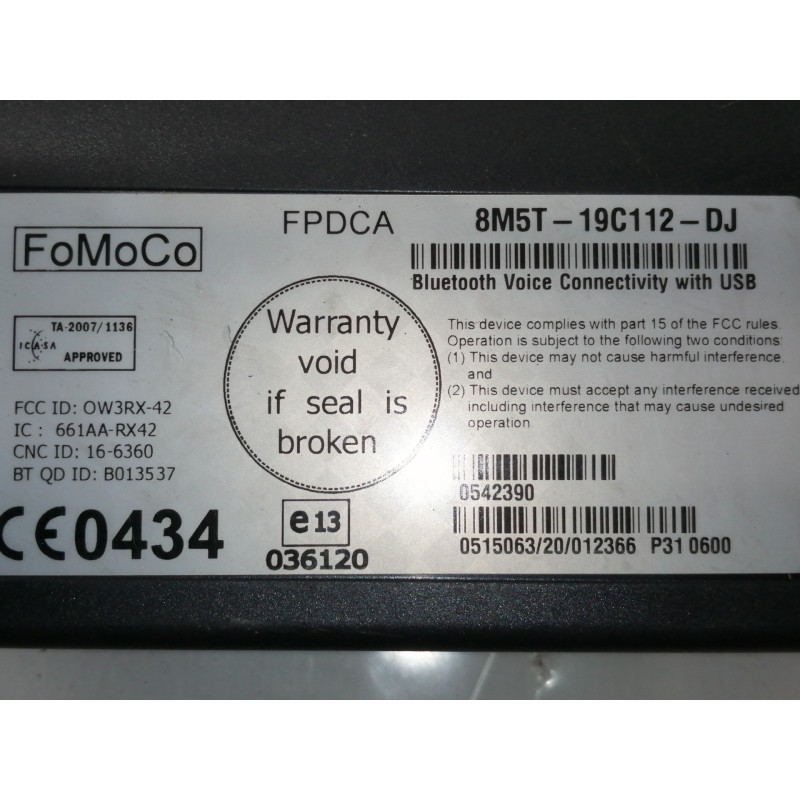 FoMoCo
FPDCA
8M5T-19C112-DJ
Bluetooth Voice Connectivity with USB
TA-2007/1136
ICASA
APPROVED
Warranty
void
if seal is
broken
This device complies with part 15 of the FCC rules.
Operation is subject to the following two conditions:
(1) This device may not cause harmful interference,
and
(2) This device must accept any interference received,
including interference that may cause undesired
operation.
FCC ID: OW3RX-42
IC : 661AA-RX42
CNC ID: 16-6360
BT QD ID: B013537
CE0434
e13
036120
0542390
0515063/20/012366 P31 0600